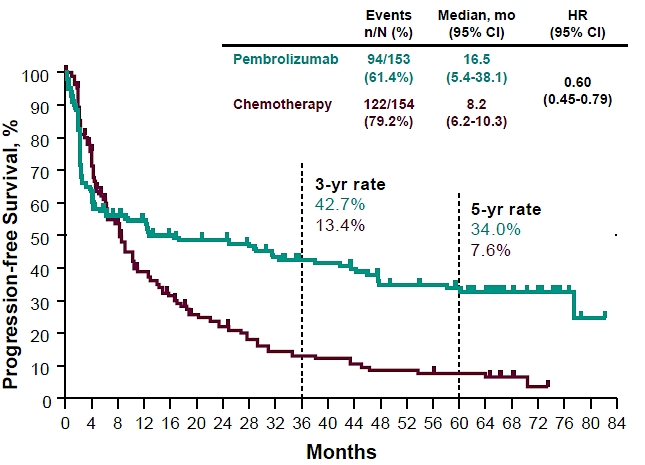 Events Median, mo HR
n/N (%) (95% CI) (95% CI)
Pembrolizumab 94/153 16.5
(61.4%) (5.4-38.1) 0.60
Chemotherapy 122/154 8.2 (0.45-0.79)
(79.2%) (6.2-10.3)
Progression-free Survival, %
100
90
80
70
60
50
40
30
20
10
0
3-yr rate
42.7%
13.4%
5-yr rate
34.0%
7.6%
0 4 8 12 16 20 24 28 32 36 40 44 48 52 56 60 64 68 72 76 80 84
Months